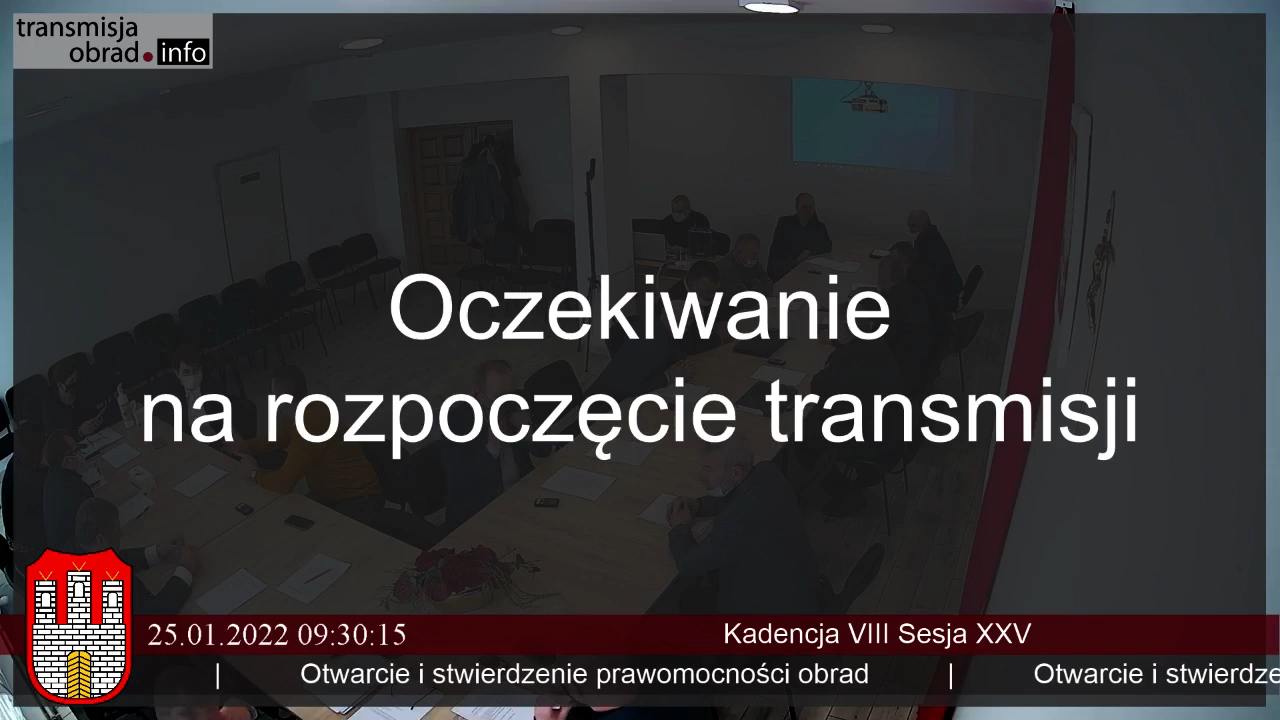 transmisja
obrad.info
Oczekiwanie
na rozpoczęcie transmisji
25.01.2022 09:30:15
Kadencja VIII Sesja XXV
| Otwarcie i stwierdzenie prawomocności obrad | Otwarcie i stwierdze